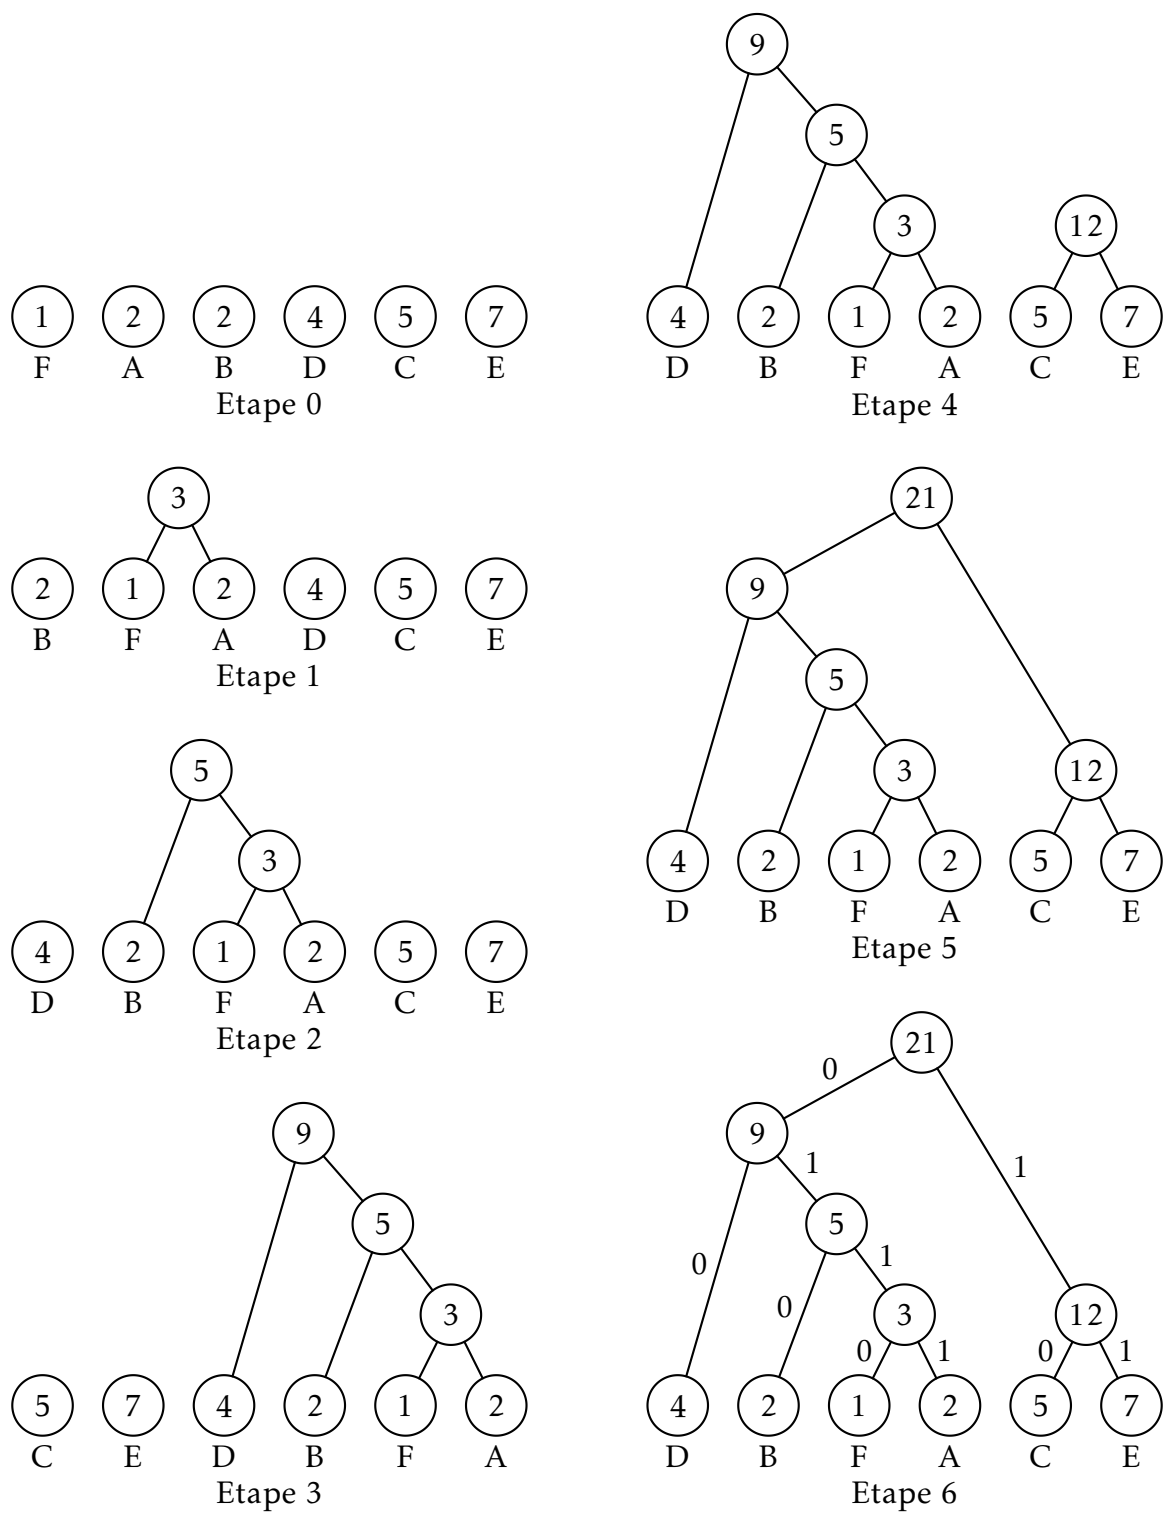 1 2 2 4 5 7
F A B D C E
Etape 0
3
2 1 2 4 5 7
B F A D C E
Etape 1
5
3
4 2 1 2 5 7
D B F A C E
Etape 2
9
5
3
5 7 4 2 1 2
C E D B F A
Etape 3
9
5
3 12
4 2 1 2 5 7
D B F A C E
Etape 4
21
9
5
3 12
4 2 1 2 5 7
D B F A C E
Etape 5
21
0
9
1 1
5
0 1
0 3 12
0 1 0 1
4 2 1 2 5 7
D B F A C E
Etape 6